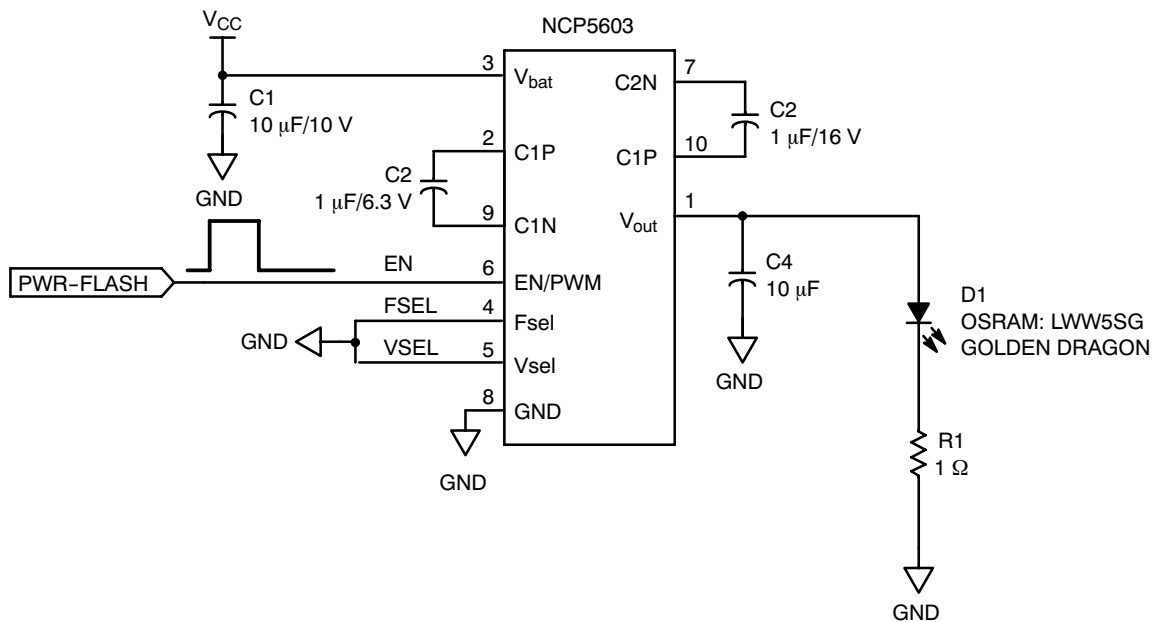 NCP5603
V_CC
3
V_bat
C1
10 µF/10 V
GND
2
C1P
C2
1 µF/6.3 V
9
C1N
PWR-FLASH
EN
6
EN/PWM
FSEL
4
Fsel
GND
VSEL
5
Vsel
8
GND
GND
7
C2N
C2
1 µF/16 V
10
C1P
1
V_out
C4
10 µF
GND
D1
OSRAM: LWW5SG
GOLDEN DRAGON
R1
1 Ω
GND